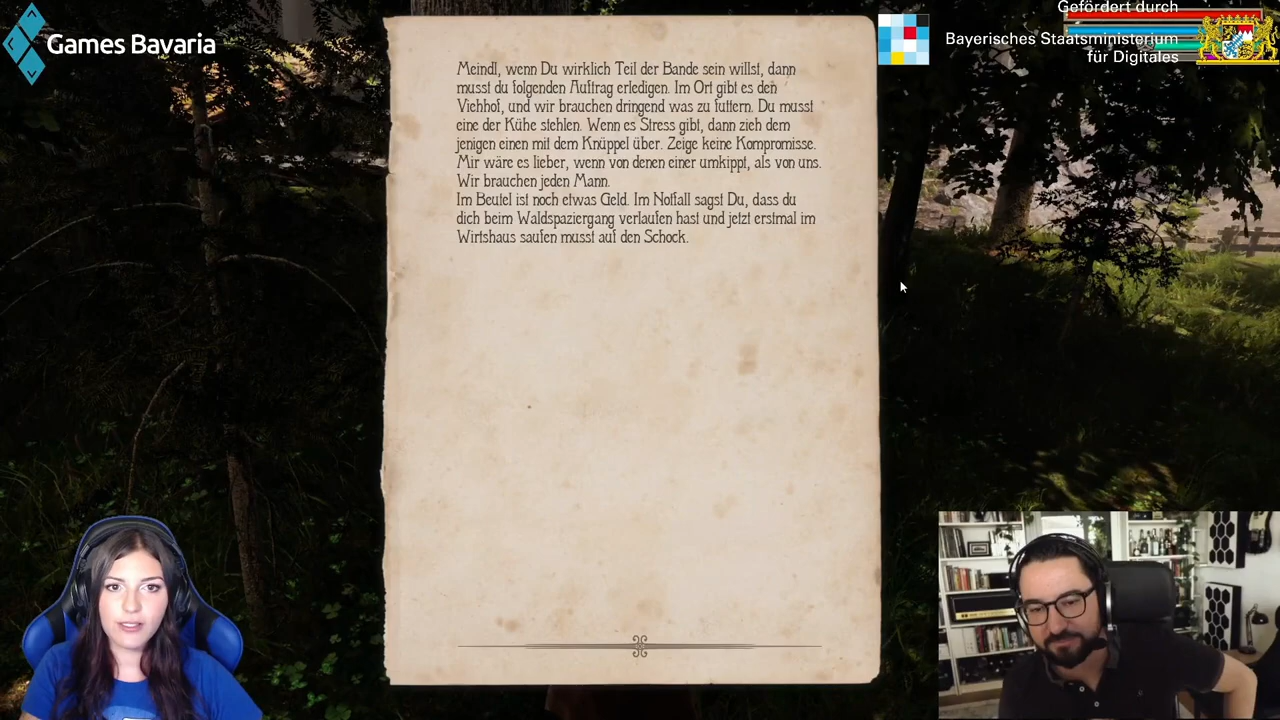 Games Bavaria
Gefördert durch
Bayerisches Staatsministerium
für Digitales
Meindl, wenn Du wirklich Teil der Bande sein willst, dann
musst du folgenden Auftrag erledigen. Im Ort gibt es den
Viehhof, und wir brauchen dringend was zu futtern. Du musst
eine der Kühe stehlen. Wenn es Stress gibt, dann zieh dem
jenigen einen mit dem Knüppel über. Zeige keine Kompromisse.
Mir wäre es lieber, wenn von denen einer umkippt, als von uns.
Wir brauchen jeden Mann.
Im Beutel ist noch etwas Geld. Im Notfall sagst Du, dass du
dich beim Waldspaziergang verlaufen hast und jetzt erstmal im
Wirtshaus saufen musst auf den Schock.